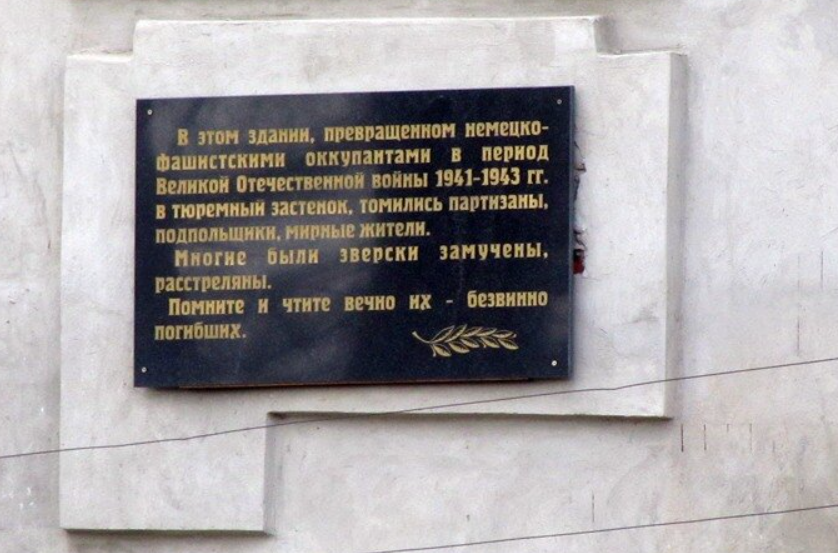 В этом здании, превращенном немецко-
фашистскими оккупантами в период
Великой Отечественной войны 1941-1943 гг.
в тюремный застенок, томились партизаны,
подпольщики, мирные жители.
Многие были зверски замучены,
расстреляны.
Помните и чтите вечно их - безвинно
погибших.